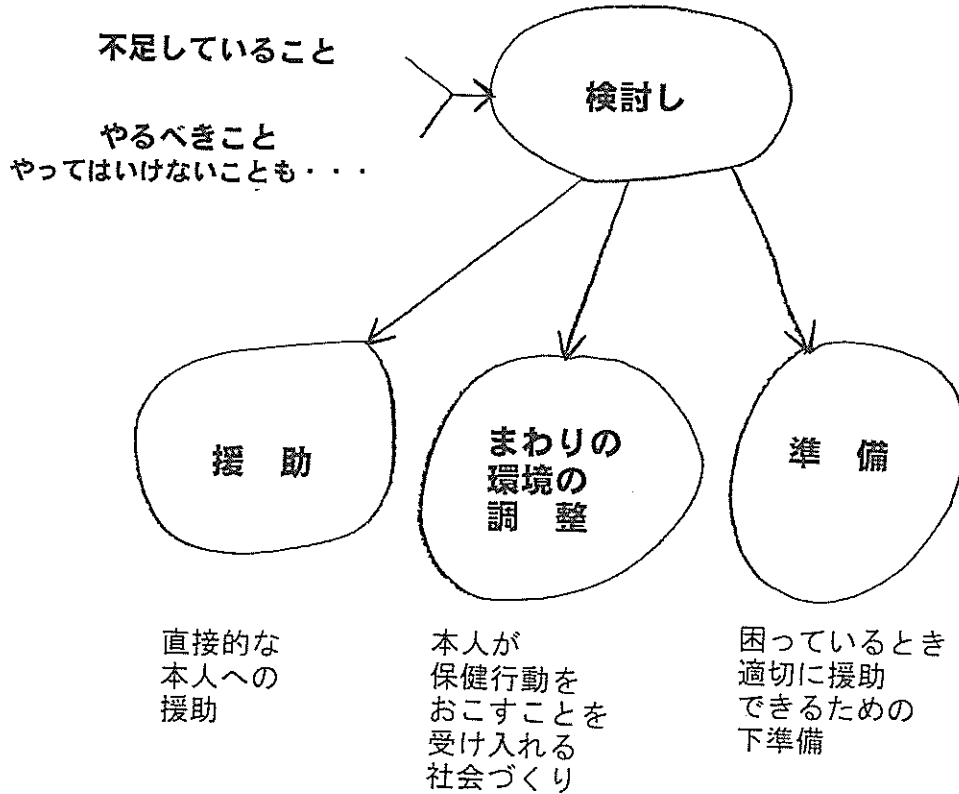 不足していること
やるべきこと
やってはいけないことも・・・
検討し
援　助
まわりの
環境の
調　整
準　備
直接的な
本人への
援助
本人が
保健行動を
おこすことを
受け入れる
社会づくり
困っているとき
適切に援助
できるための
下準備